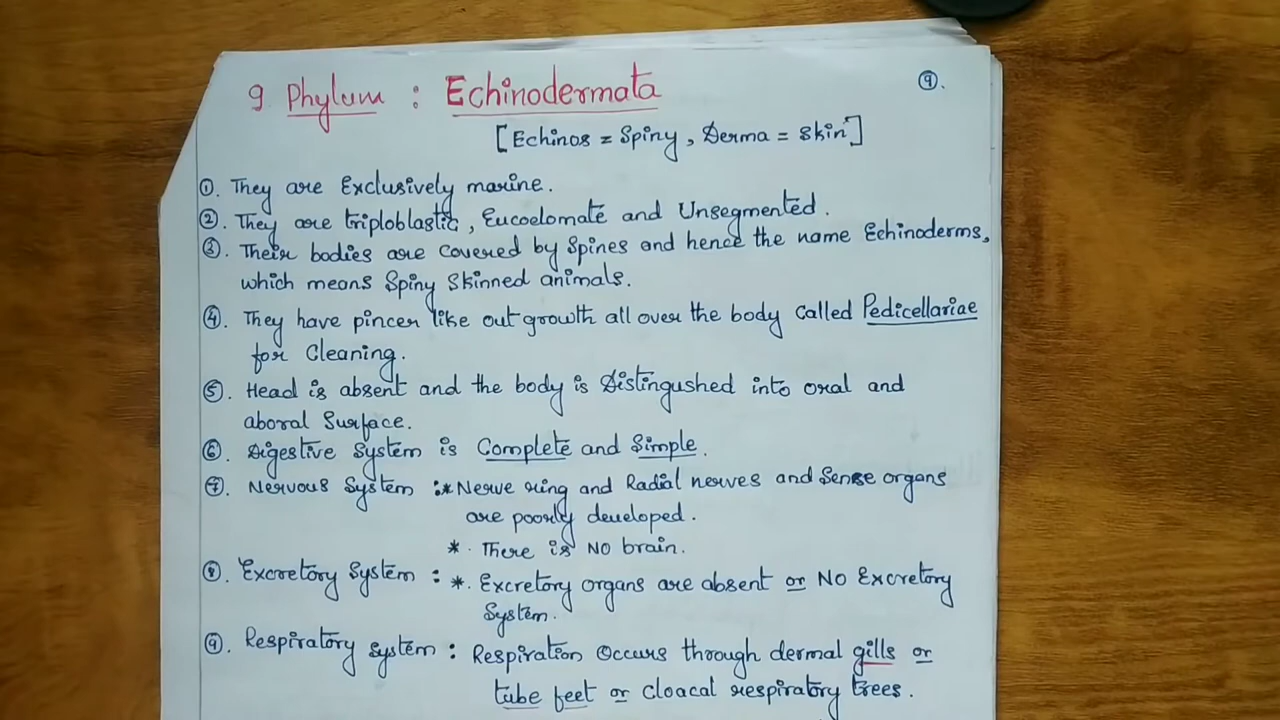 9 Phylum : Echinodermata
⑨.
[Echinos = Spiny, Derma = Skin]
①. They are Exclusively marine.
②. They are triploblastic, Eucoelomate and Unsegmented.
③. Their bodies are covered by Spines and hence the name Echinoderms,
which means Spiny Skinned animals.
④. They have pincer like out growth all over the body called Pedicellariae
for Cleaning.
⑤. Head is absent and the body is Distingushed into oral and
aboral Surface.
⑥. Digestive System is Complete and Simple.
⑦. Nervous System :* Nerve ring and Radial nerves and Sense organs
are poorly developed.
*. There is NO brain.
⑧. Excretory System : *. Excretory organs are absent or NO Excretory
System.
⑨. Respiratory System : Respiration Occurs through dermal gills or
tube feet or Cloacal respiratory trees.